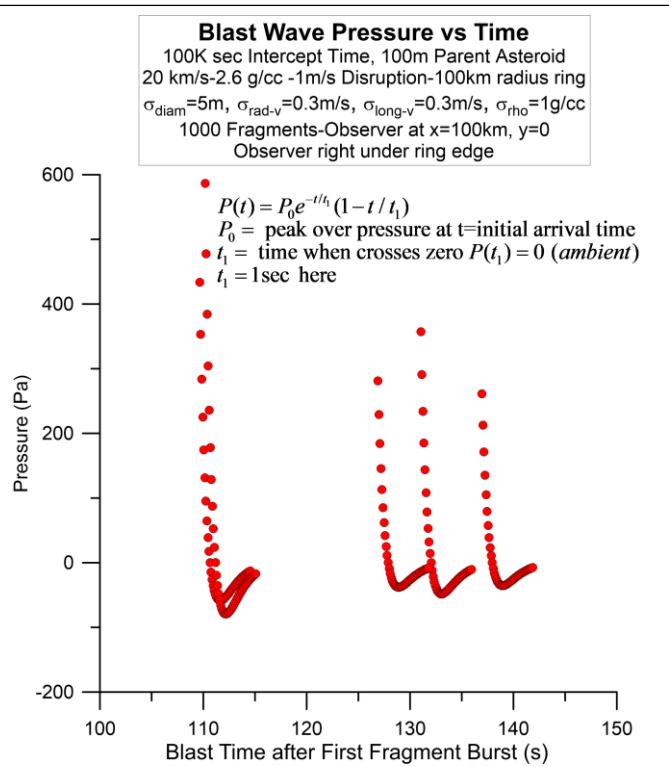 Blast Wave Pressure vs Time
100K sec Intercept Time, 100m Parent Asteroid
20 km/s-2.6 g/cc -1m/s Disruption-100km radius ring
σdiam=5m, σrad-v=0.3m/s, σlong-v=0.3m/s, σrho=1g/cc
1000 Fragments-Observer at x=100km, y=0
Observer right under ring edge
P(t) = P₀e^{-t/t₁}(1−t/t₁)
P₀ = peak over pressure at t=initial arrival time
t₁ = time when crosses zero P(t₁) = 0 (ambient)
t₁ = 1sec here
600
400
200
0
-200
Pressure (Pa)
100 110 120 130 140 150
Blast Time after First Fragment Burst (s)